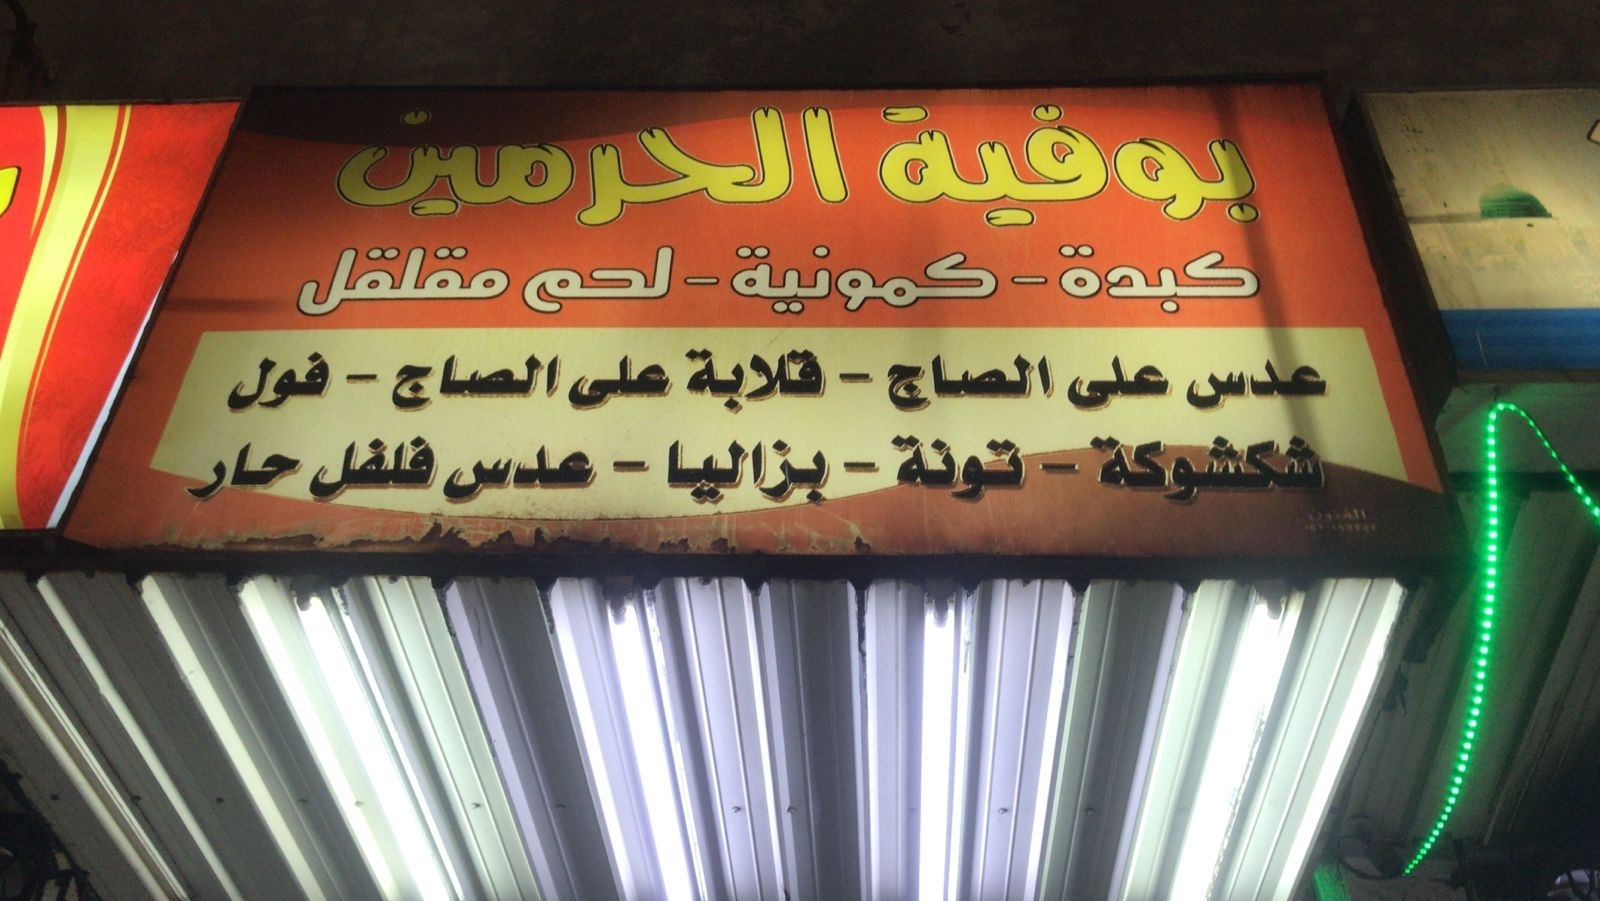 بوفية الحرمين
كبدة - كمونية - لحم مقلقل
عدس على الصاج - قلابة على الصاج - فول
شكشوكة - تونة - بزاليا - عدس فلفل حار